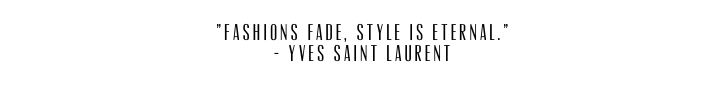 "FASHIONS FADE, STYLE IS ETERNAL."
- YVES SAINT LAURENT